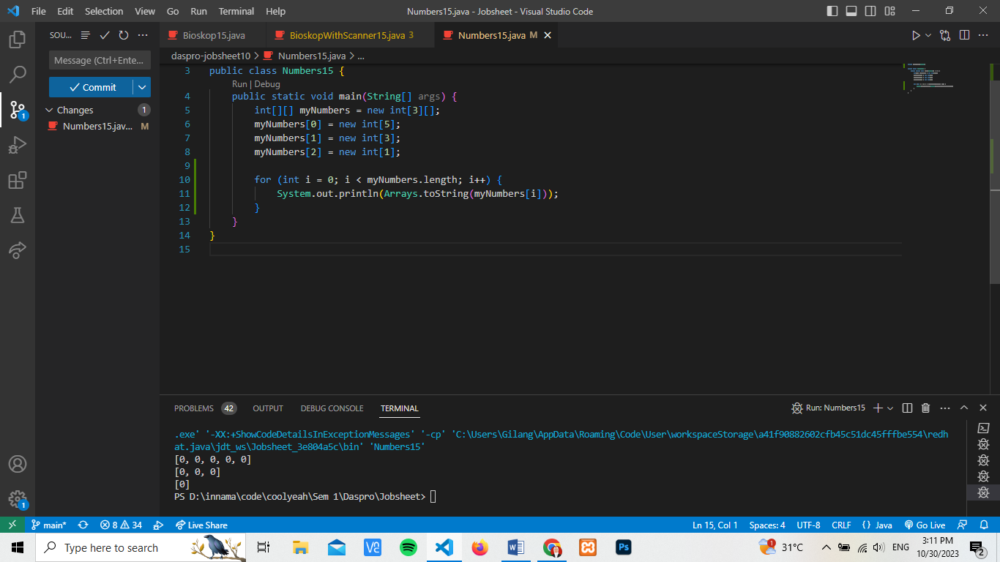 File Edit Selection View Go Run Terminal Help Numbers15.java - Jobsheet - Visual Studio Code
SOU...
Bioskop15.java BioskopWithScanner15.java 3 Numbers15.java M
Message (Ctrl+Ente...
Commit
Changes 1
Numbers15.jav... M
daspro-jobsheet10 > Numbers15.java > ...
3 public class Numbers15 {
Run | Debug
4 public static void main(String[] args) {
5 int[][] myNumbers = new int[3][];
6 myNumbers[0] = new int[5];
7 myNumbers[1] = new int[3];
8 myNumbers[2] = new int[1];
9
10 for (int i = 0; i < myNumbers.length; i++) {
11 System.out.println(Arrays.toString(myNumbers[i]));
12 }
13 }
14 }
15
PROBLEMS 42 OUTPUT DEBUG CONSOLE TERMINAL Run: Numbers15
.exe' '-XX:+ShowCodeDetailsInExceptionMessages' '-cp' 'C:\Users\Gilang\AppData\Roaming\Code\User\workspaceStorage\a41f90882602cfb45c51dc45fffbe554\redh
at.java\jdt_ws\Jobsheet_3e804a5c\bin' 'Numbers15'
[0, 0, 0, 0, 0]
[0, 0, 0]
[0]
PS D:\innama\code\coolyeah\Sem 1\Daspro\Jobsheet>
1
1
main* 8 34 Live Share Ln 15, Col 1 Spaces: 4 UTF-8 CRLF {} Java Go Live
Type here to search Ps 1 31°C ENG 3:11 PM
10/30/2023 2